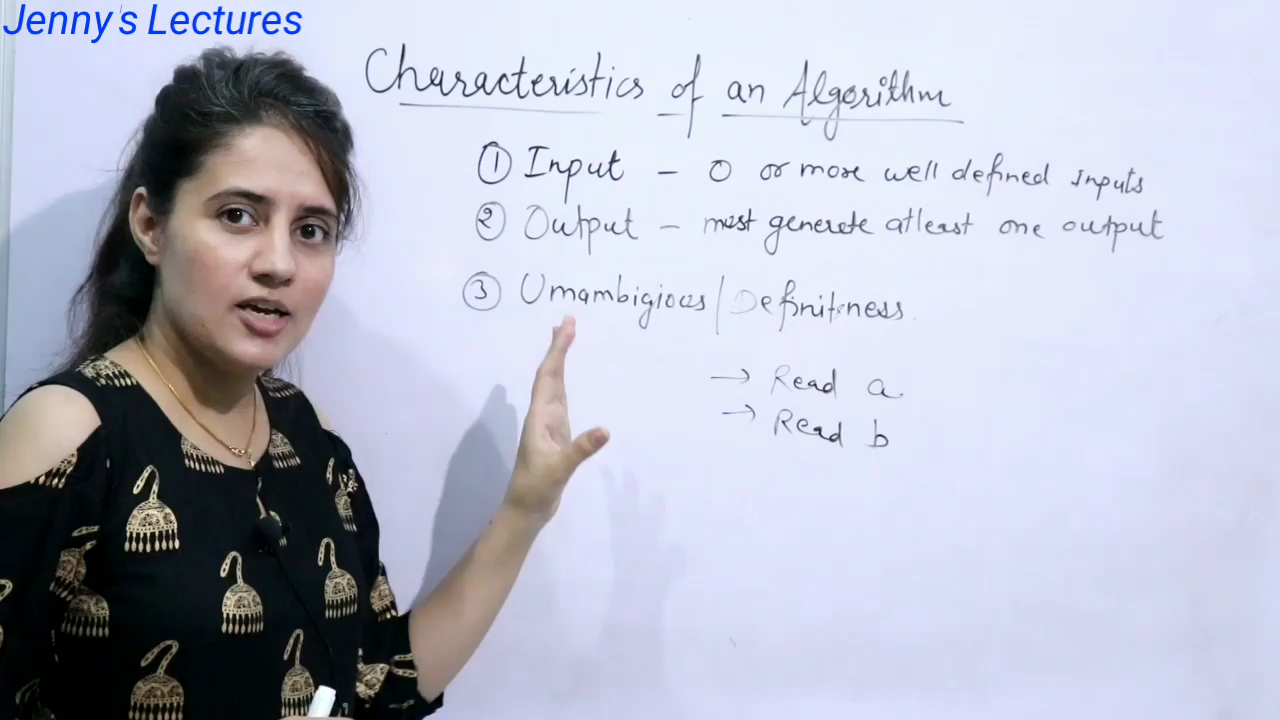 Jenny's Lectures
Characteristics of an Algorithm
① Input - 0 or more well defined Inputs
② Output - must generate atleast one output
③ Unambigious/Definiteness
→ Read a
→ Read b